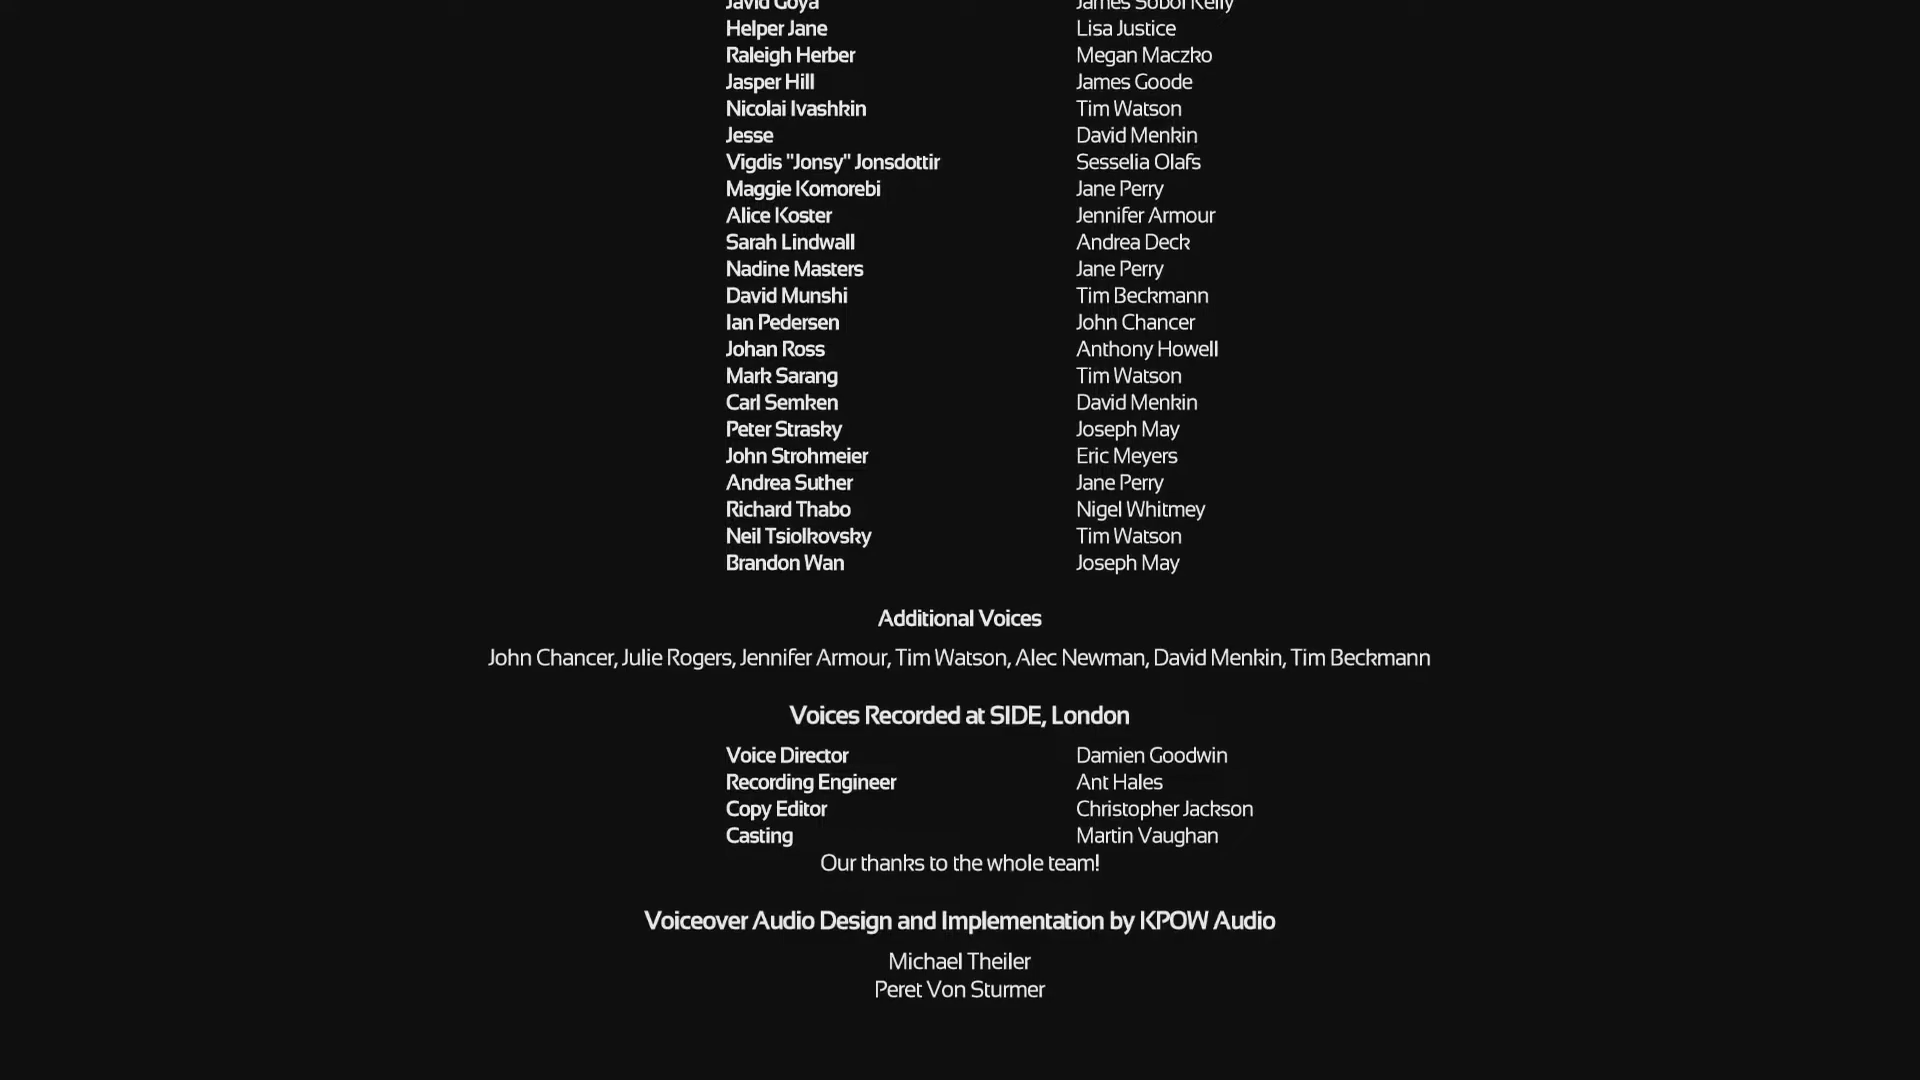 Javid Goya James Sobol Kelly
Helper Jane Lisa Justice
Raleigh Herber Megan Maczko
Jasper Hill James Goode
Nicolai Ivashkin Tim Watson
Jesse David Menkin
Vigdis "Jonsy" Jonsdottir Sesselia Olafs
Maggie Komorebi Jane Perry
Alice Koster Jennifer Armour
Sarah Lindwall Andrea Deck
Nadine Masters Jane Perry
David Munshi Tim Beckmann
Ian Pedersen John Chancer
Johan Ross Anthony Howell
Mark Sarang Tim Watson
Carl Semken David Menkin
Peter Strasky Joseph May
John Strohmeier Eric Meyers
Andrea Suther Jane Perry
Richard Thabo Nigel Whitmey
Neil Tsiolkovsky Tim Watson
Brandon Wan Joseph May
Additional Voices
John Chancer, Julie Rogers, Jennifer Armour, Tim Watson, Alec Newman, David Menkin, Tim Beckmann
Voices Recorded at SIDE, London
Voice Director Damien Goodwin
Recording Engineer Ant Hales
Copy Editor Christopher Jackson
Casting Martin Vaughan
Our thanks to the whole team!
Voiceover Audio Design and Implementation by KPOW Audio
Michael Theiler
Peret Von Sturmer